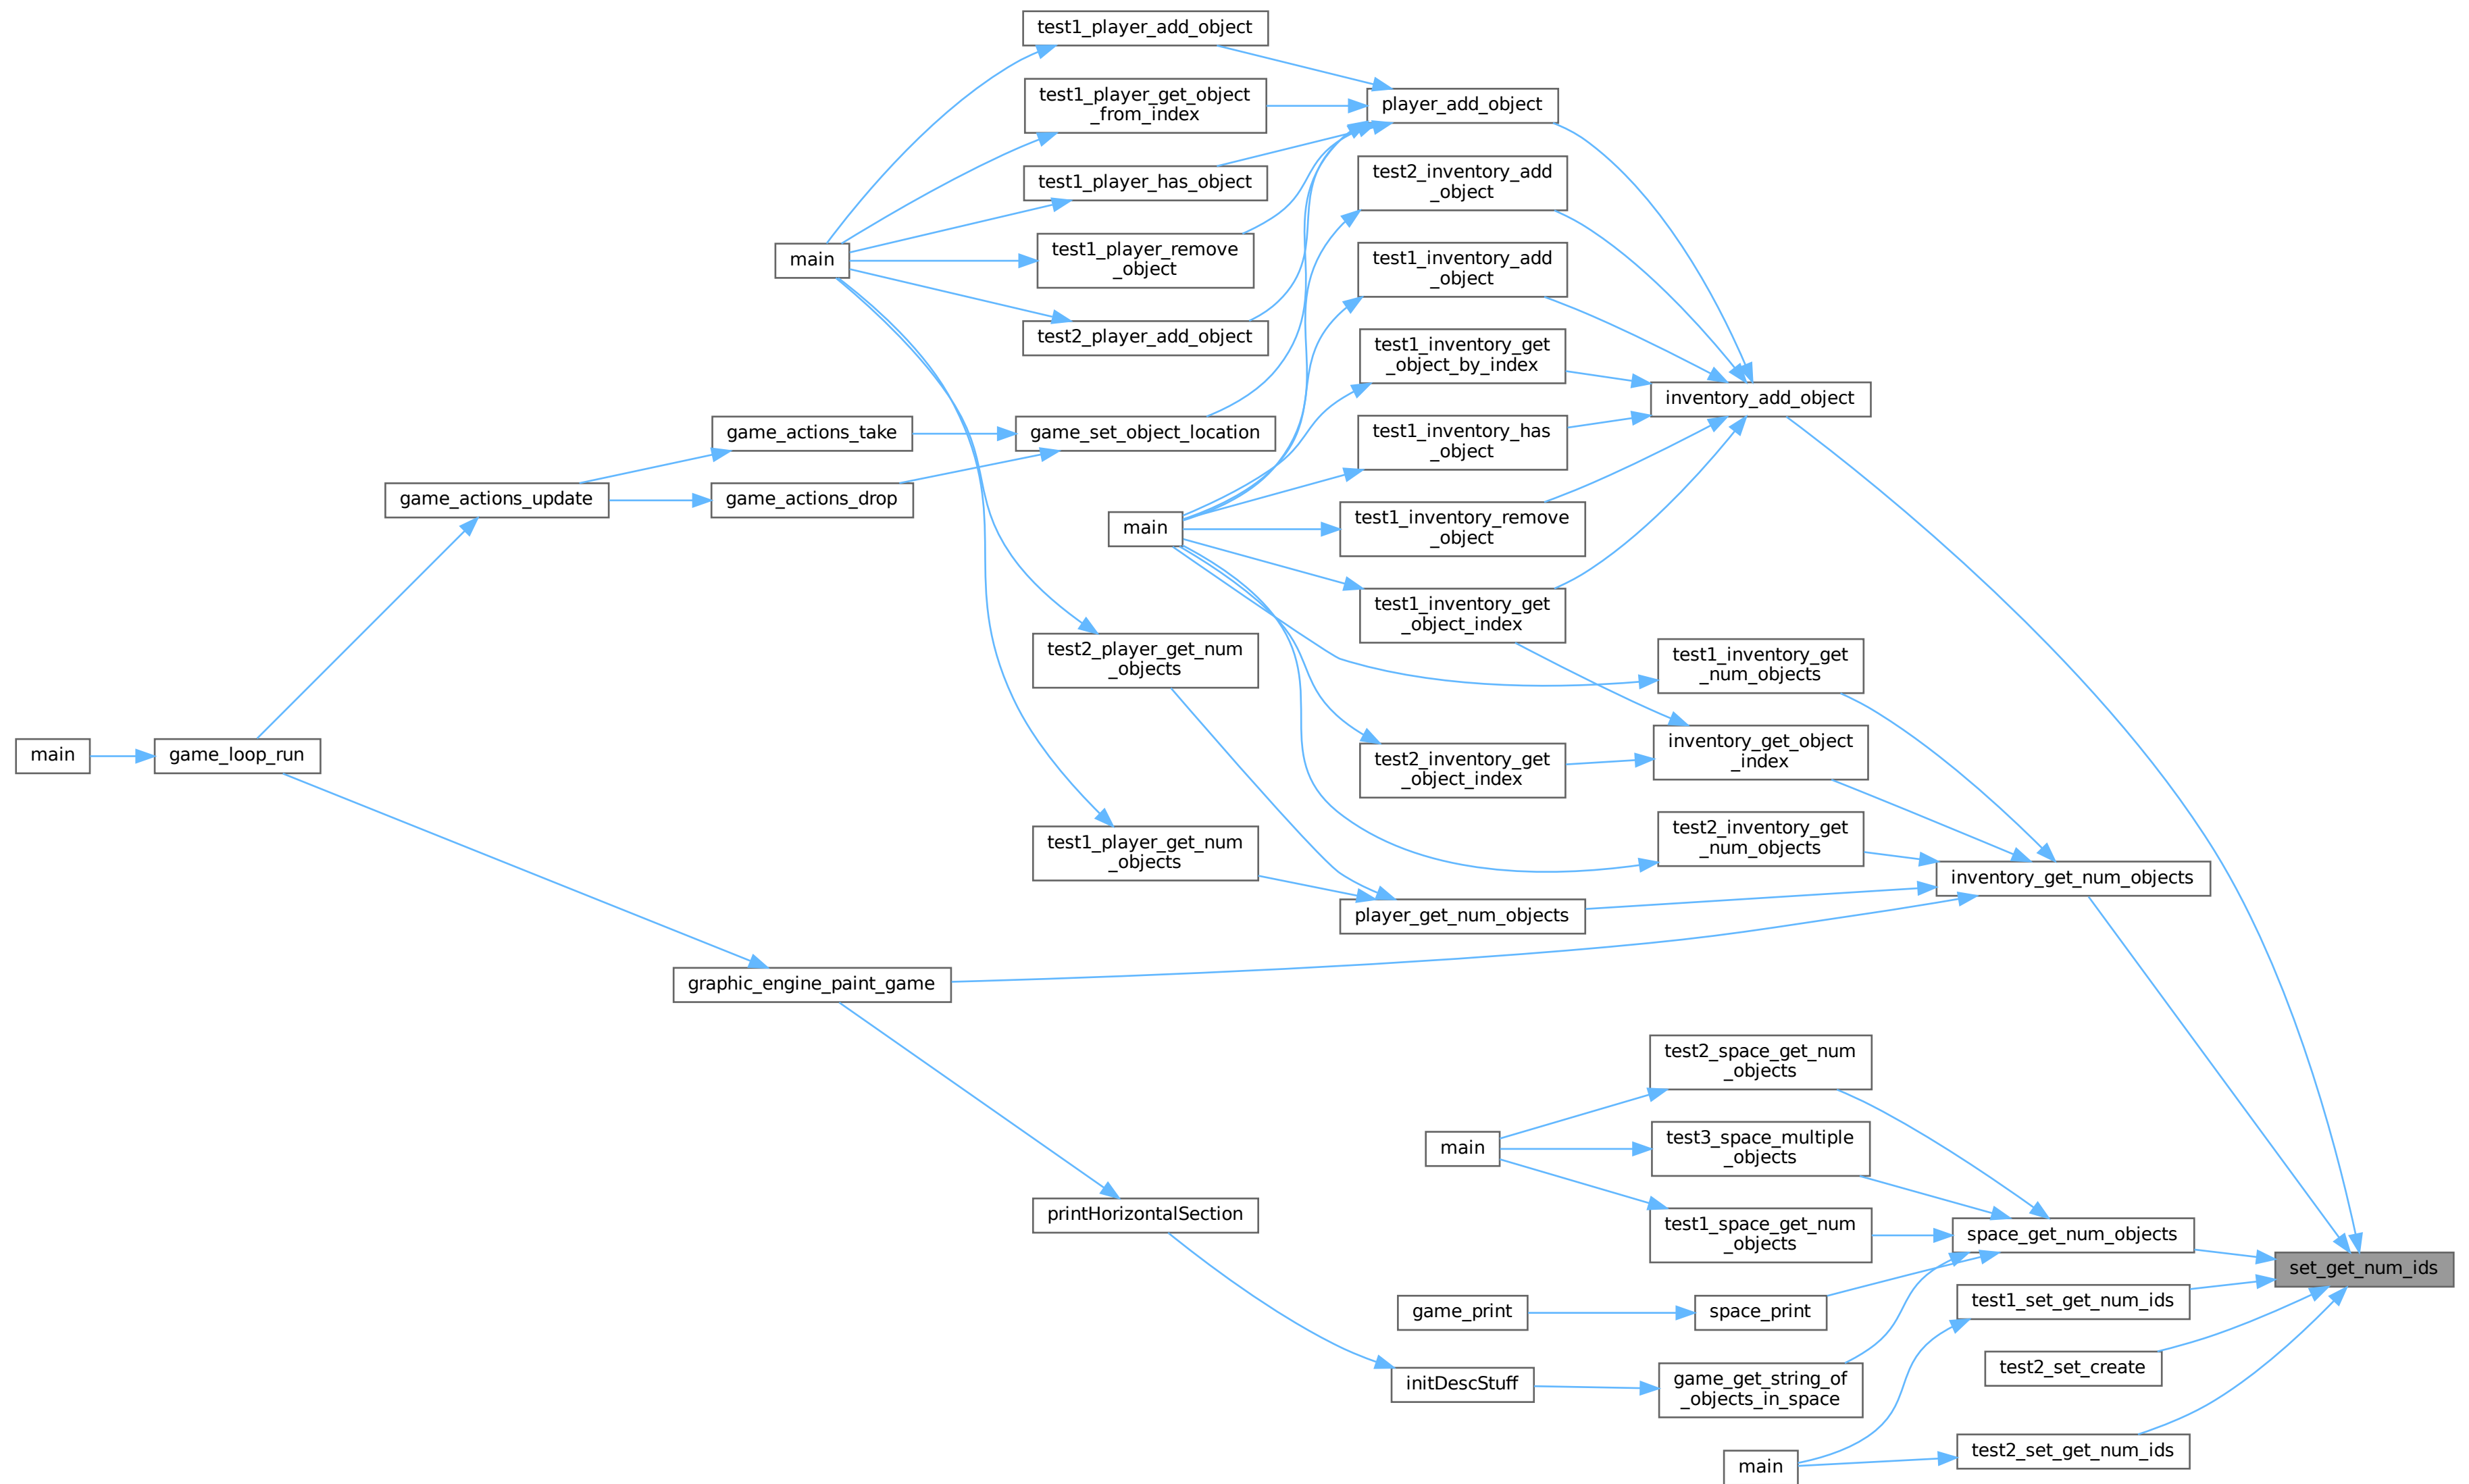 test1_player_add_object
test1_player_get_object
_from_index
player_add_object
test1_player_has_object
test2_inventory_add
_object
main
test1_player_remove
_object
test1_inventory_add
_object
test2_player_add_object
test1_inventory_get
_object_by_index
inventory_add_object
game_actions_take
game_set_object_location
test1_inventory_has
_object
game_actions_update
game_actions_drop
main
test1_inventory_remove
_object
test1_inventory_get
_object_index
test2_player_get_num
_objects
test1_inventory_get
_num_objects
main
game_loop_run
test2_inventory_get
_object_index
inventory_get_object
_index
test1_player_get_num
_objects
test2_inventory_get
_num_objects
inventory_get_num_objects
player_get_num_objects
graphic_engine_paint_game
test2_space_get_num
_objects
main
test3_space_multiple
_objects
printHorizontalSection
test1_space_get_num
_objects
space_get_num_objects
set_get_num_ids
game_print
space_print
test1_set_get_num_ids
initDescStuff
game_get_string_of
_objects_in_space
test2_set_create
main
test2_set_get_num_ids